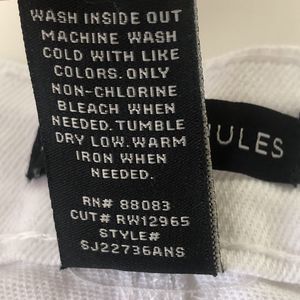 WASH INSIDE OUT
MACHINE WASH
COLD WITH LIKE
COLORS. ONLY
NON-CHLORINE
BLEACH WHEN
NEEDED. TUMBLE
DRY LOW. WARM
IRON WHEN
NEEDED.
RN# 88083
CUT# RW12965
STYLE#
SJ22736ANS
ULES